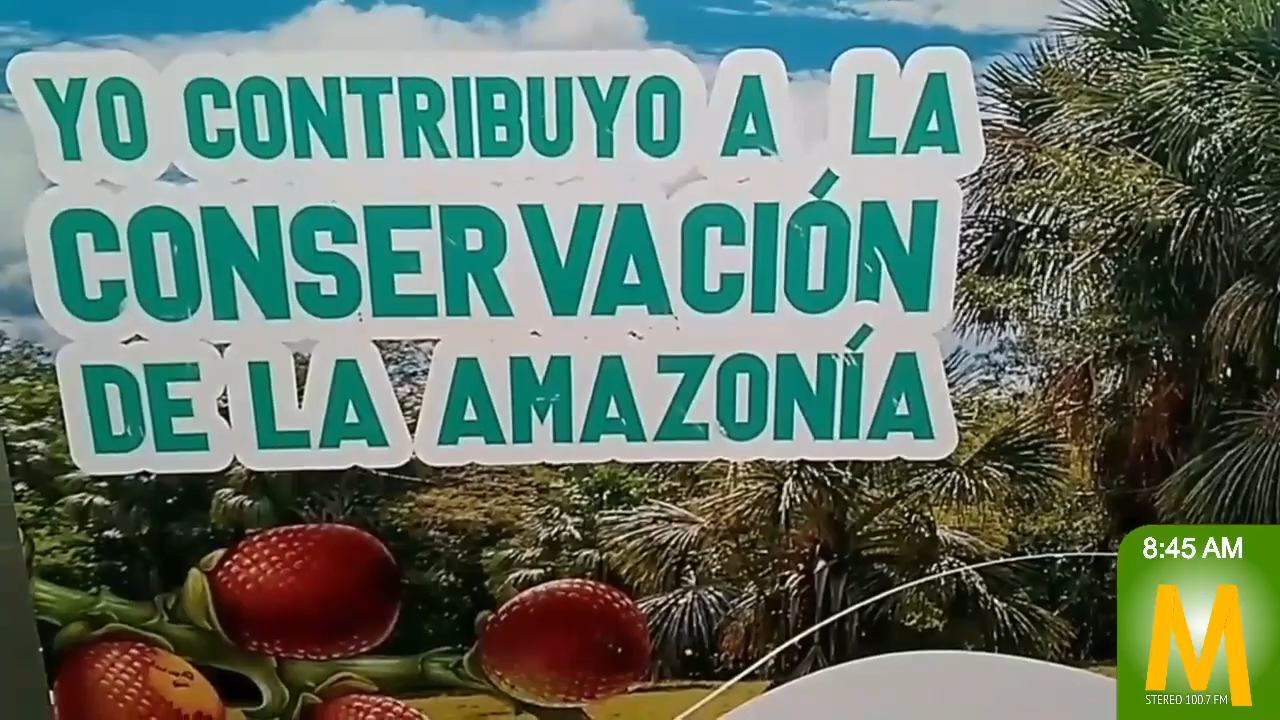 YO CONTRIBUYO A LA
CONSERVACIÓN
DE LA AMAZONÍA
8:45 AM
M
STEREO 100.7 FM